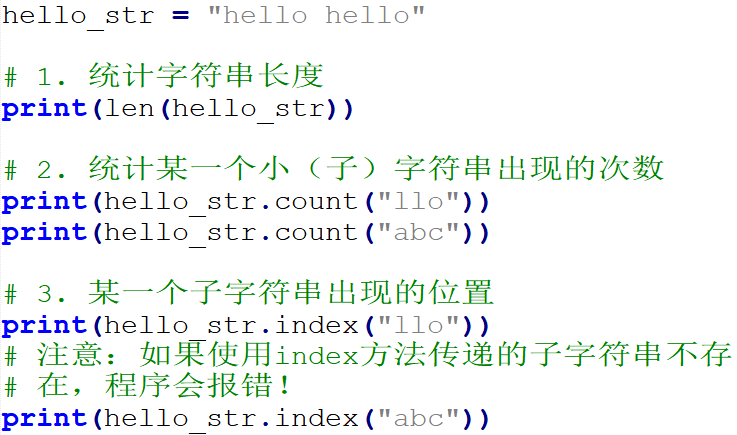 hello_str = "hello hello"
# 1. 统计字符串长度
print(len(hello_str))
# 2. 统计某一个小（子）字符串出现的次数
print(hello_str.count("llo"))
print(hello_str.count("abc"))
# 3. 某一个子字符串出现的位置
print(hello_str.index("llo"))
# 注意：如果使用index方法传递的子字符串不存
# 在，程序会报错！
print(hello_str.index("abc"))